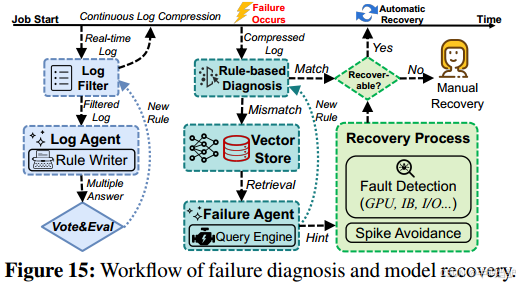 Job Start
Continuous Log Compression
Failure
Occurs
Automatic
Recovery
Time
Real-time
Log
Compressed
Log
Yes
Log
Filter
Rule-based
Diagnosis
Match
Recover-
able?
No
Manual
Recovery
Filtered
Log
New
Rule
Mismatch
New
Rule
Log Agent
Rule Writer
Vector
Store
Recovery Process
Fault Detection
(GPU, IB, I/O...)
Multiple
Answer
Retrieval
Vote&Eval
Failure Agent
Query Engine
Hint
Spike Avoidance
Figure 15: Workflow of failure diagnosis and model recovery.